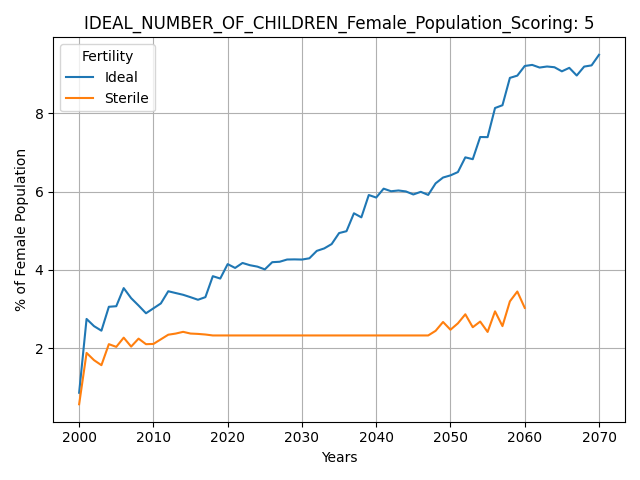 IDEAL_NUMBER_OF_CHILDREN_Female_Population_Scoring: 5
Fertility
Ideal
Sterile
% of Female Population
8
6
4
2
2000 2010 2020 2030 2040 2050 2060 2070
Years